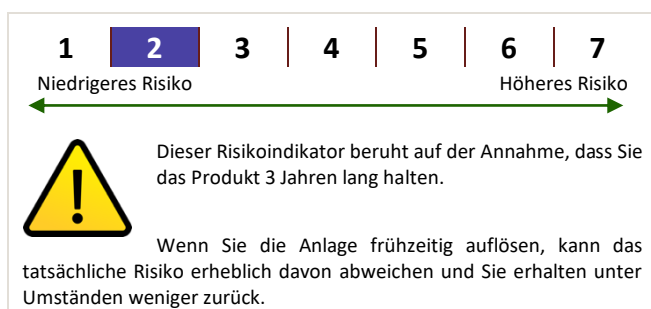 1 2 3 4 5 6 7
Niedrigeres Risiko Höheres Risiko
Dieser Risikoindikator beruht auf der Annahme, dass Sie
das Produkt 3 Jahren lang halten.
Wenn Sie die Anlage frühzeitig auflösen, kann das
tatsächliche Risiko erheblich davon abweichen und Sie erhalten unter
Umständen weniger zurück.